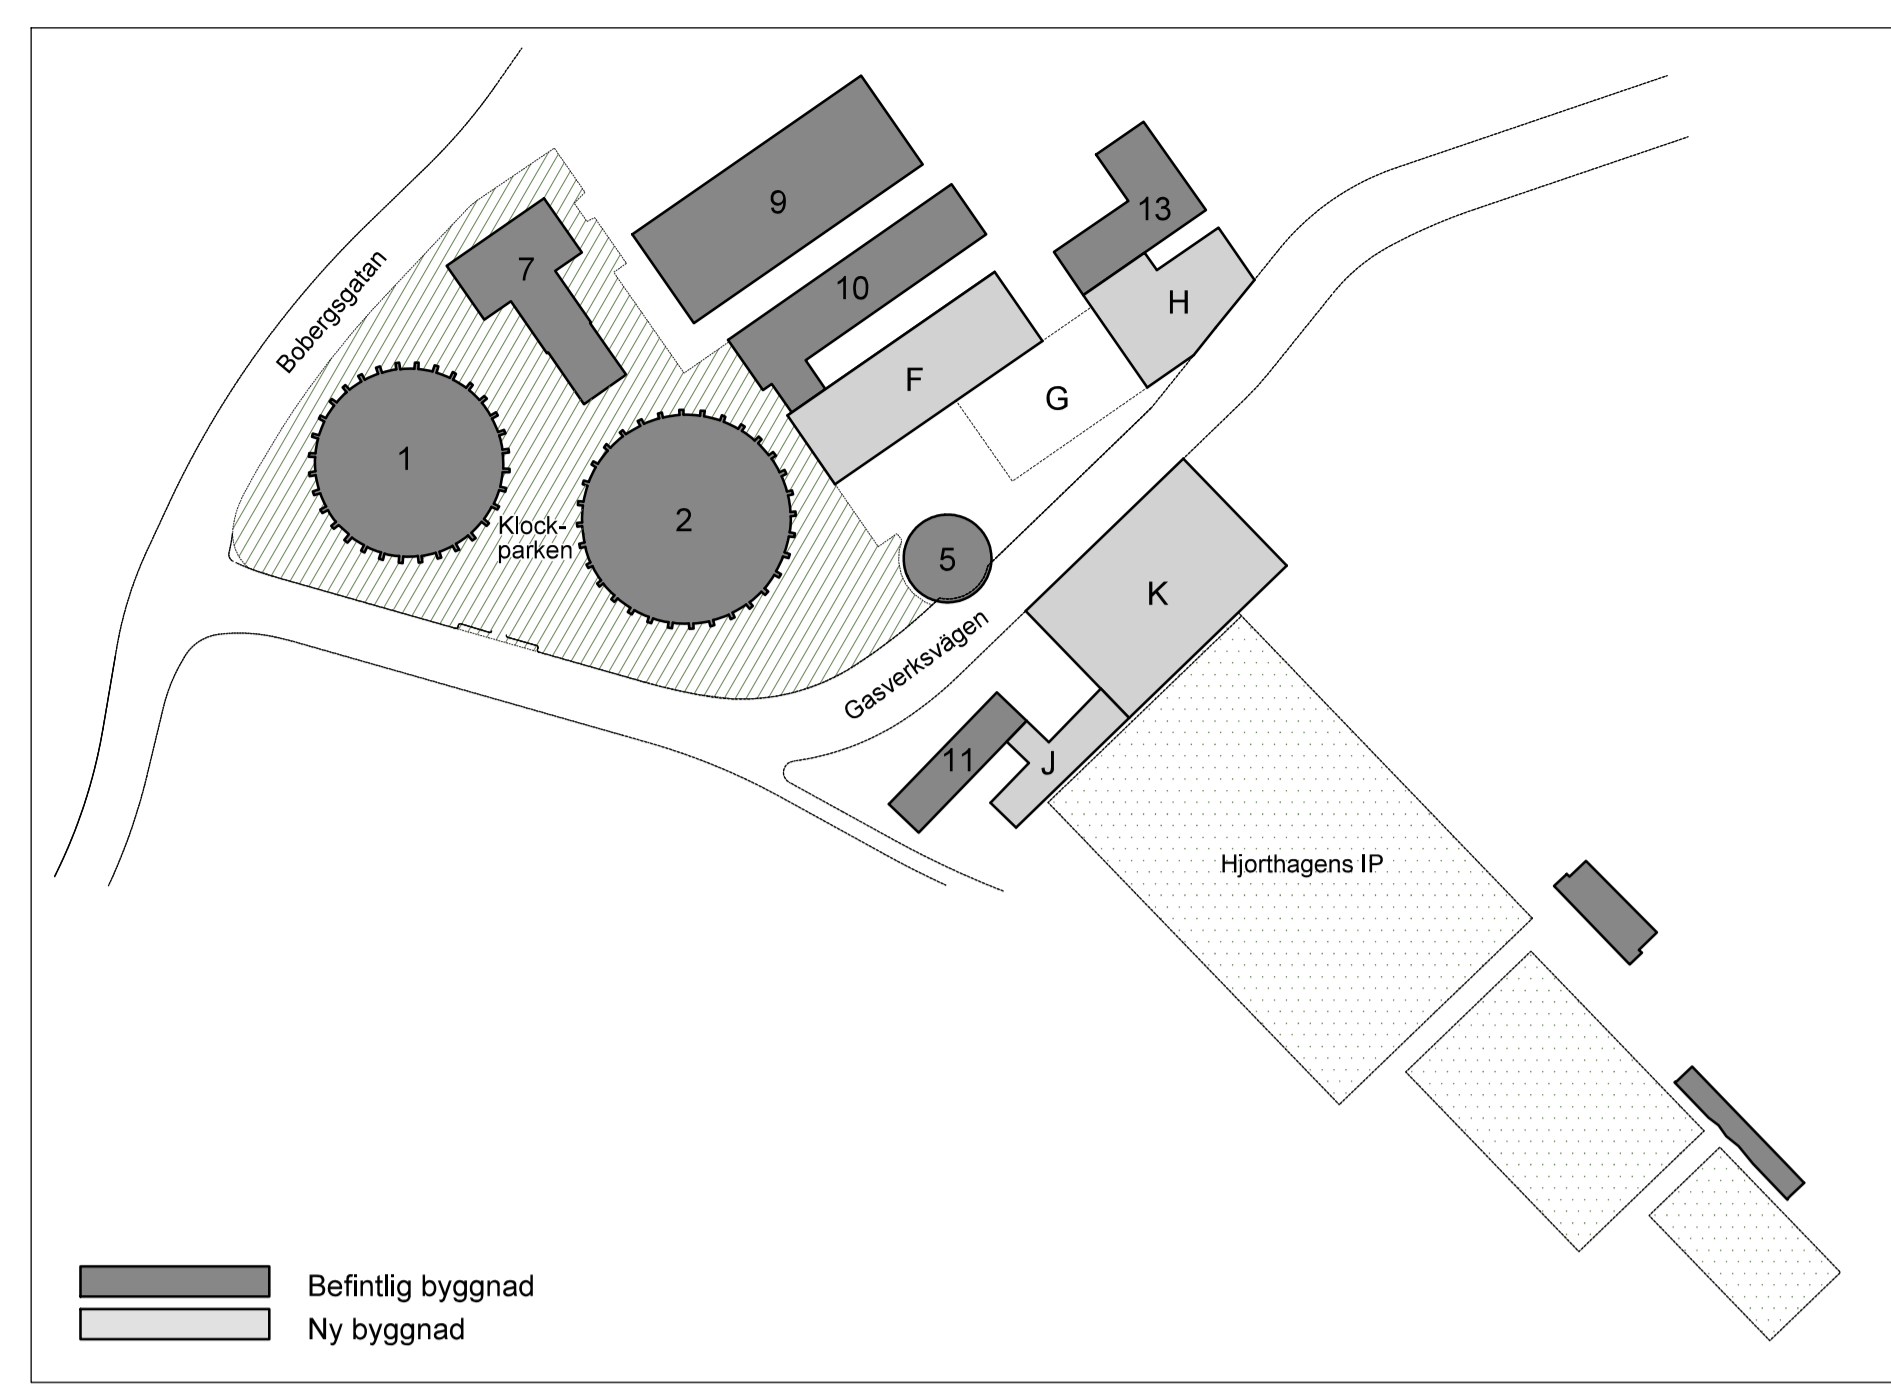 9
13
7
10
H
Bobergsgatan
F
G
1
2
Klock-
parken
5
K
Gasverksvägen
11
J
Hjorthagens IP
Befintlig byggnad
Ny byggnad